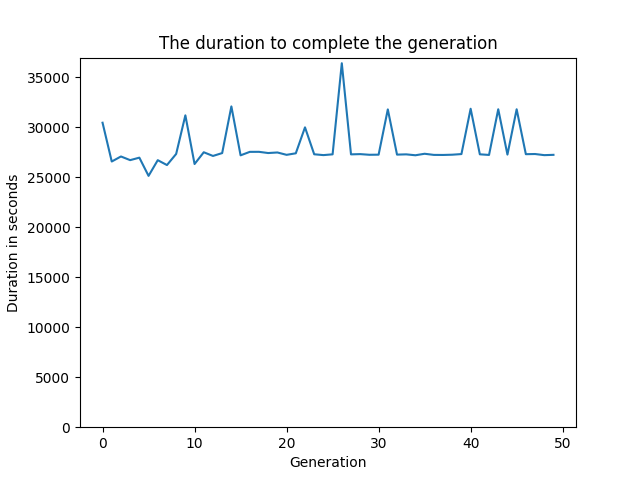 The duration to complete the generation
35000
30000
25000
20000
15000
10000
5000
0
Duration in seconds
0 10 20 30 40 50
Generation